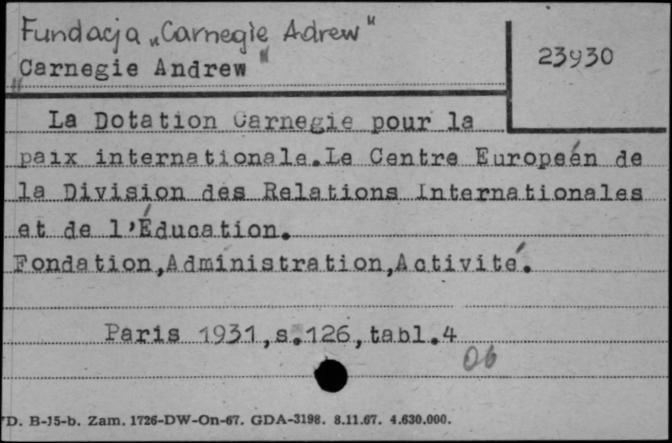 Fundacja „Carnegie Adrew"
23930
"Carnegie Andrew"
La Dotation Carnegie pour la
paix internationale.Le Centre Européen de
la Division des Relations Internationales
et de l'Éducation.
Fondation,Administration,Activité.
Paris 1931,s.126,tabl.4
06
D. B-15-b. Zam. 1726-DW-On-67. GDA-3198. 8.11.67. 4.630.000.